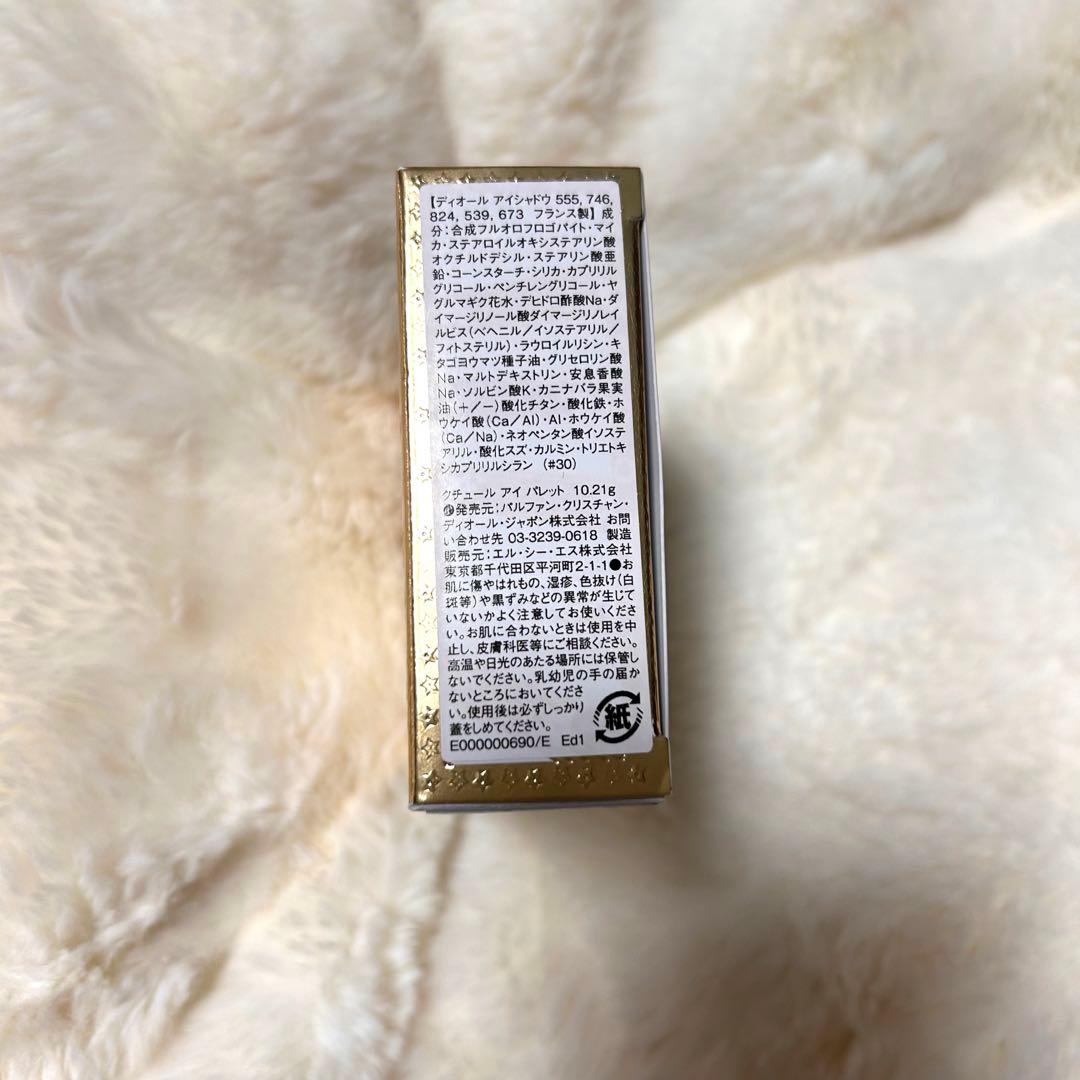 【ディオール アイシャドウ 555, 746,
824, 539, 673 フランス製】 成
分:合成フルオロフロゴパイト・マイ
カ・ステアロイルオキシステアリン酸
オクチルドデシル・ステアリン酸亜
鉛・コーンスターチ・シリカ・カプリリル
グリコール・ペンチレングリコール・ヤ
グルマギク花水・デヒドロ酢酸Na・ダ
イマージリノール酸ダイマージリノレイ
ルビス(ベヘニル/イソステアリル/
フィトステリル)・ラウロイルリシン・キ
タゴヨウマツ種子油・グリセロリン酸
Na・マルトデキストリン・安息香酸
Na・ソルビン酸K・カニナバラ果実
油(+/−)酸化チタン・酸化鉄・ホ
ウケイ酸(Ca/Al)・Al・ホウケイ酸
(Ca/Na)・ネオペンタン酸イソステ
アリル・酸化スズ・カルミン・トリエトキ
シカプリリルシラン (#30)
クチュール アイ パレット 10.21g
発売元:パルファン・クリスチャン・
ディオール・ジャポン株式会社 お問
い合わせ先 03-3239-0618 製造
販売元:エル・シー・エス株式会社
東京都千代田区平河町2-1-1●お
肌に傷やはれもの、湿疹、色抜け(白
斑等)や黒ずみなどの異常が生じて
いないかよく注意してお使いくださ
い。お肌に合わないときは使用を中
止し、皮膚科医等にご相談ください。
高温や日光のあたる場所には保管し
ないでください。乳幼児の手の届か
ないところにおいてくださ
い。使用後は必ずしっかり
蓋をしめてください。
紙
E000000690/E Ed1